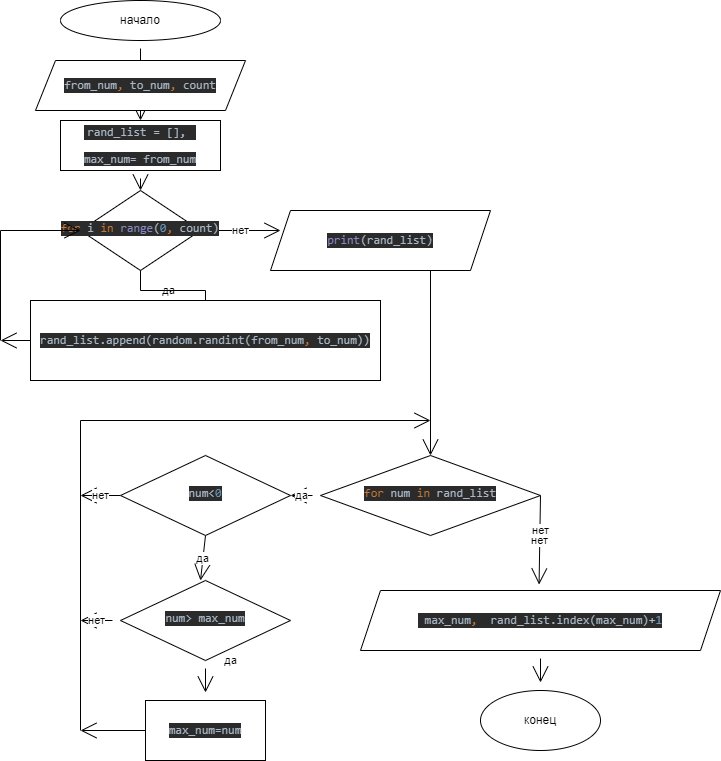 начало
from_num, to_num, count
rand_list = [],
max_num= from_num
for i in range(0, count)
нет
print(rand_list)
да
rand_list.append(random.randint(from_num, to_num))
нет
num<0
да
for num in rand_list
нет
нет
да
нет
num> max_num
max_num, rand_list.index(max_num)+1
да
max_num=num
конец